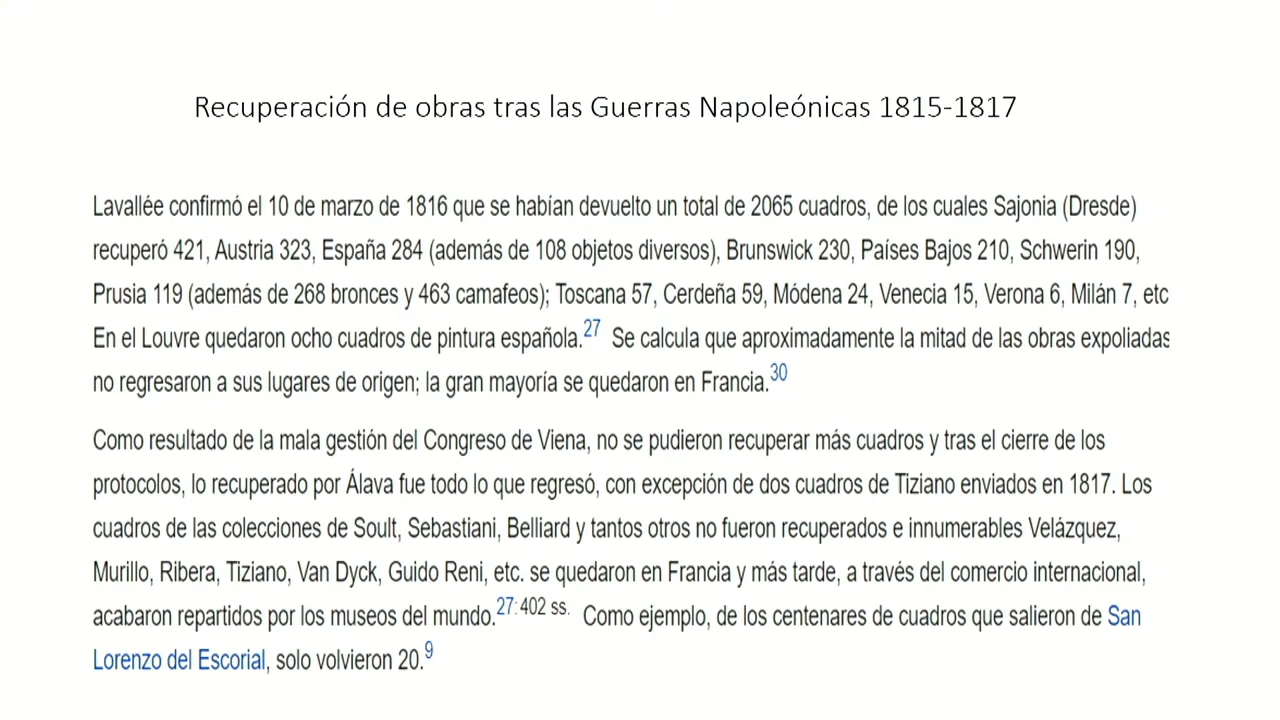 Recuperación de obras tras las Guerras Napoleónicas 1815-1817
Lavallée confirmó el 10 de marzo de 1816 que se habían devuelto un total de 2065 cuadros, de los cuales Sajonia (Dresde)
recuperó 421, Austria 323, España 284 (además de 108 objetos diversos), Brunswick 230, Países Bajos 210, Schwerin 190,
Prusia 119 (además de 268 bronces y 463 camafeos); Toscana 57, Cerdeña 59, Módena 24, Venecia 15, Verona 6, Milán 7, etc
En el Louvre quedaron ocho cuadros de pintura española.27 Se calcula que aproximadamente la mitad de las obras expoliadas
no regresaron a sus lugares de origen; la gran mayoría se quedaron en Francia.30
Como resultado de la mala gestión del Congreso de Viena, no se pudieron recuperar más cuadros y tras el cierre de los
protocolos, lo recuperado por Álava fue todo lo que regresó, con excepción de dos cuadros de Tiziano enviados en 1817. Los
cuadros de las colecciones de Soult, Sebastiani, Belliard y tantos otros no fueron recuperados e innumerables Velázquez,
Murillo, Ribera, Tiziano, Van Dyck, Guido Reni, etc. se quedaron en Francia y más tarde, a través del comercio internacional,
acabaron repartidos por los museos del mundo.27:402 ss. Como ejemplo, de los centenares de cuadros que salieron de San
Lorenzo del Escorial, solo volvieron 20.9